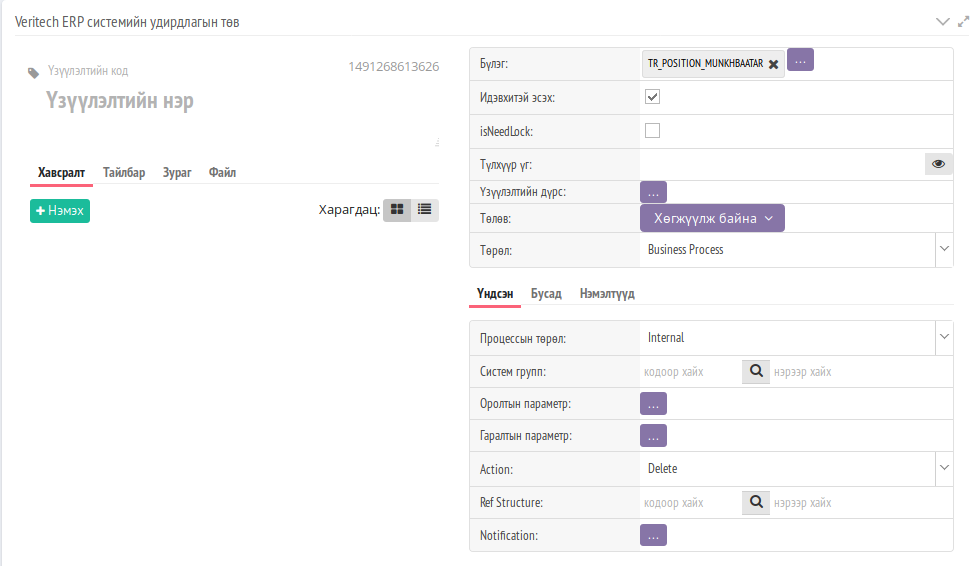 Veritech ERP системийн удирдлагын төв
Үзүүлэлтийн код
1491268613626
Үзүүлэлтийн нэр
Хавсралт Тайлбар Зураг Файл
Нэмэх
Харагдац:
Бүлэг: TR_POSITION_MUNKHBAATAR ...
Идэвхитэй эсэх:
isNeedLock:
Түлхүүр үг:
Үзүүлэлтийн дүрс: ...
Төлөв: Хөгжүүлж байна
Төрөл: Business Process
Үндсэн Бусад Нэмэлтүүд
Процессын төрөл: Internal
Систем групп: кодоор хайх нэрээр хайх
Оролтын параметр: ...
Гаралтын параметр: ...
Action: Delete
Ref Structure: кодоор хайх нэрээр хайх
Notification: ...